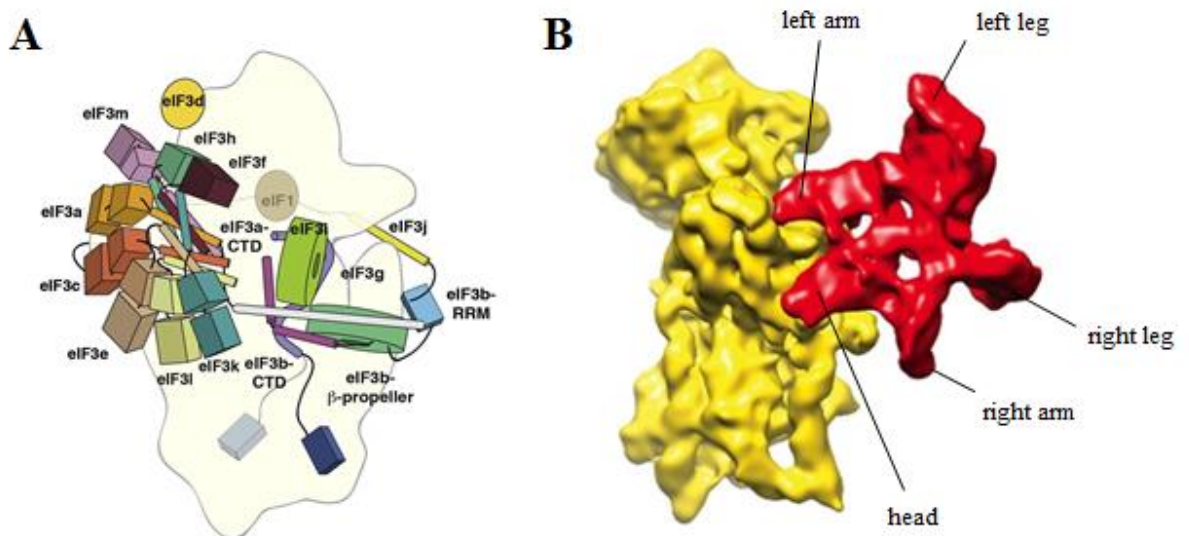 A
eIF3d
eIF3m
eIF3h
eIF3f
eIF1
eIF3a
eIF3a-
CTD
eIF3i
eIF3j
eIF3c
eIF3g
eIF3b-
RRM
eIF3e
eIF3l
eIF3k
eIF3b-
CTD
eIF3b-
β-propeller
B
left arm
left leg
right leg
right arm
head